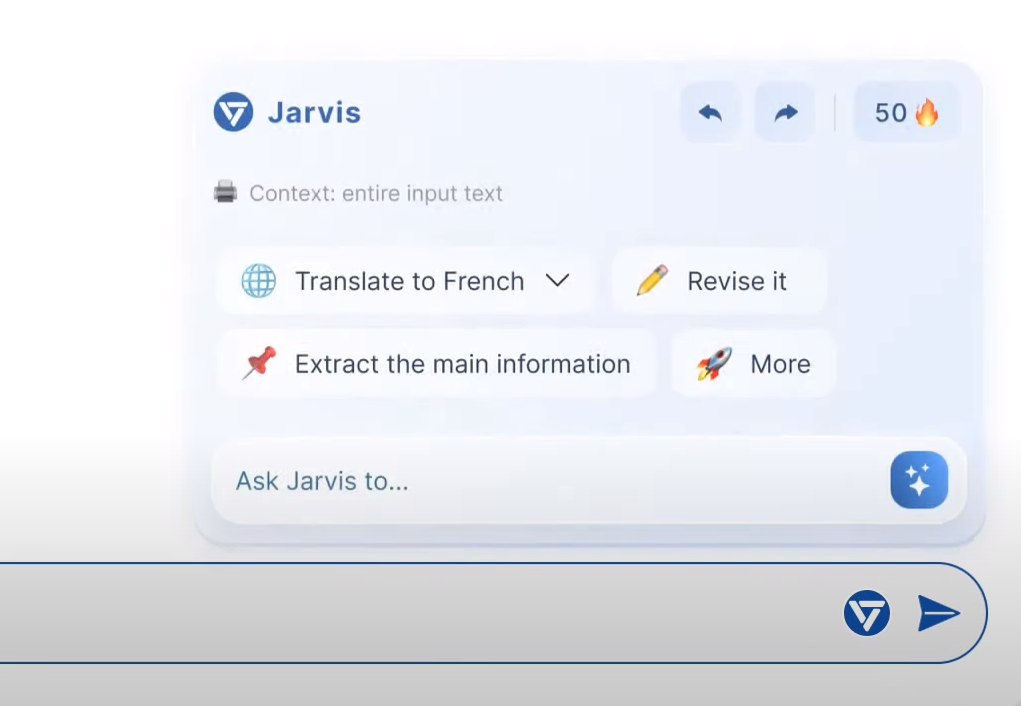 Jarvis
50
Context: entire input text
Translate to French
Revise it
Extract the main information
More
Ask Jarvis to...